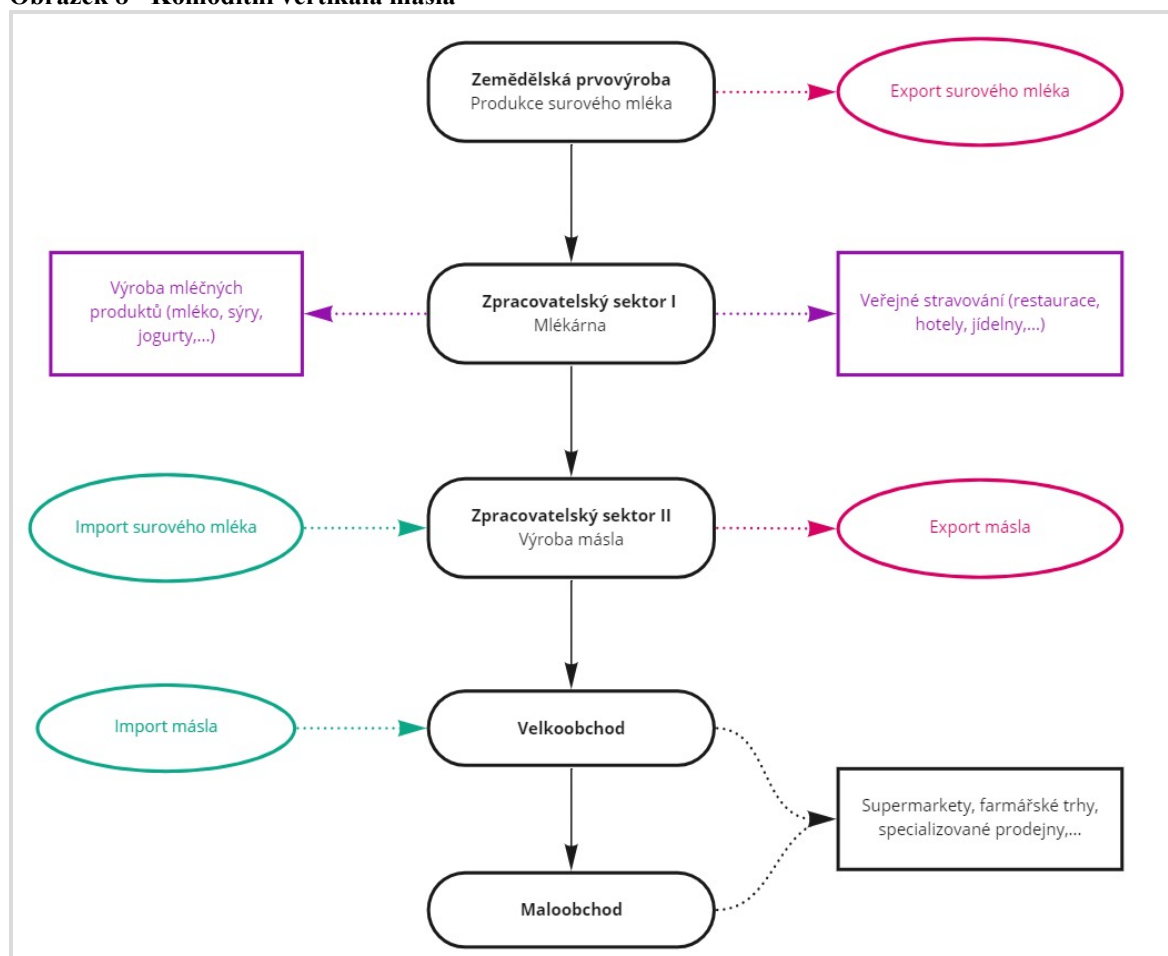 Obrázek 8 - Komoditní vertikála másla
Zemědělská prvovýroba
Produkce surového mléka
Export surového mléka
Výroba mléčných
produktů (mléko, sýry,
jogurty,...)
Zpracovatelský sektor I
Mlékárna
Veřejné stravování (restaurace,
hotely, jídelny,...)
Import surového mléka
Zpracovatelský sektor II
Výroba másla
Export másla
Import másla
Velkoobchod
Supermarkety, farmářské trhy,
specializované prodejny,...
Maloobchod